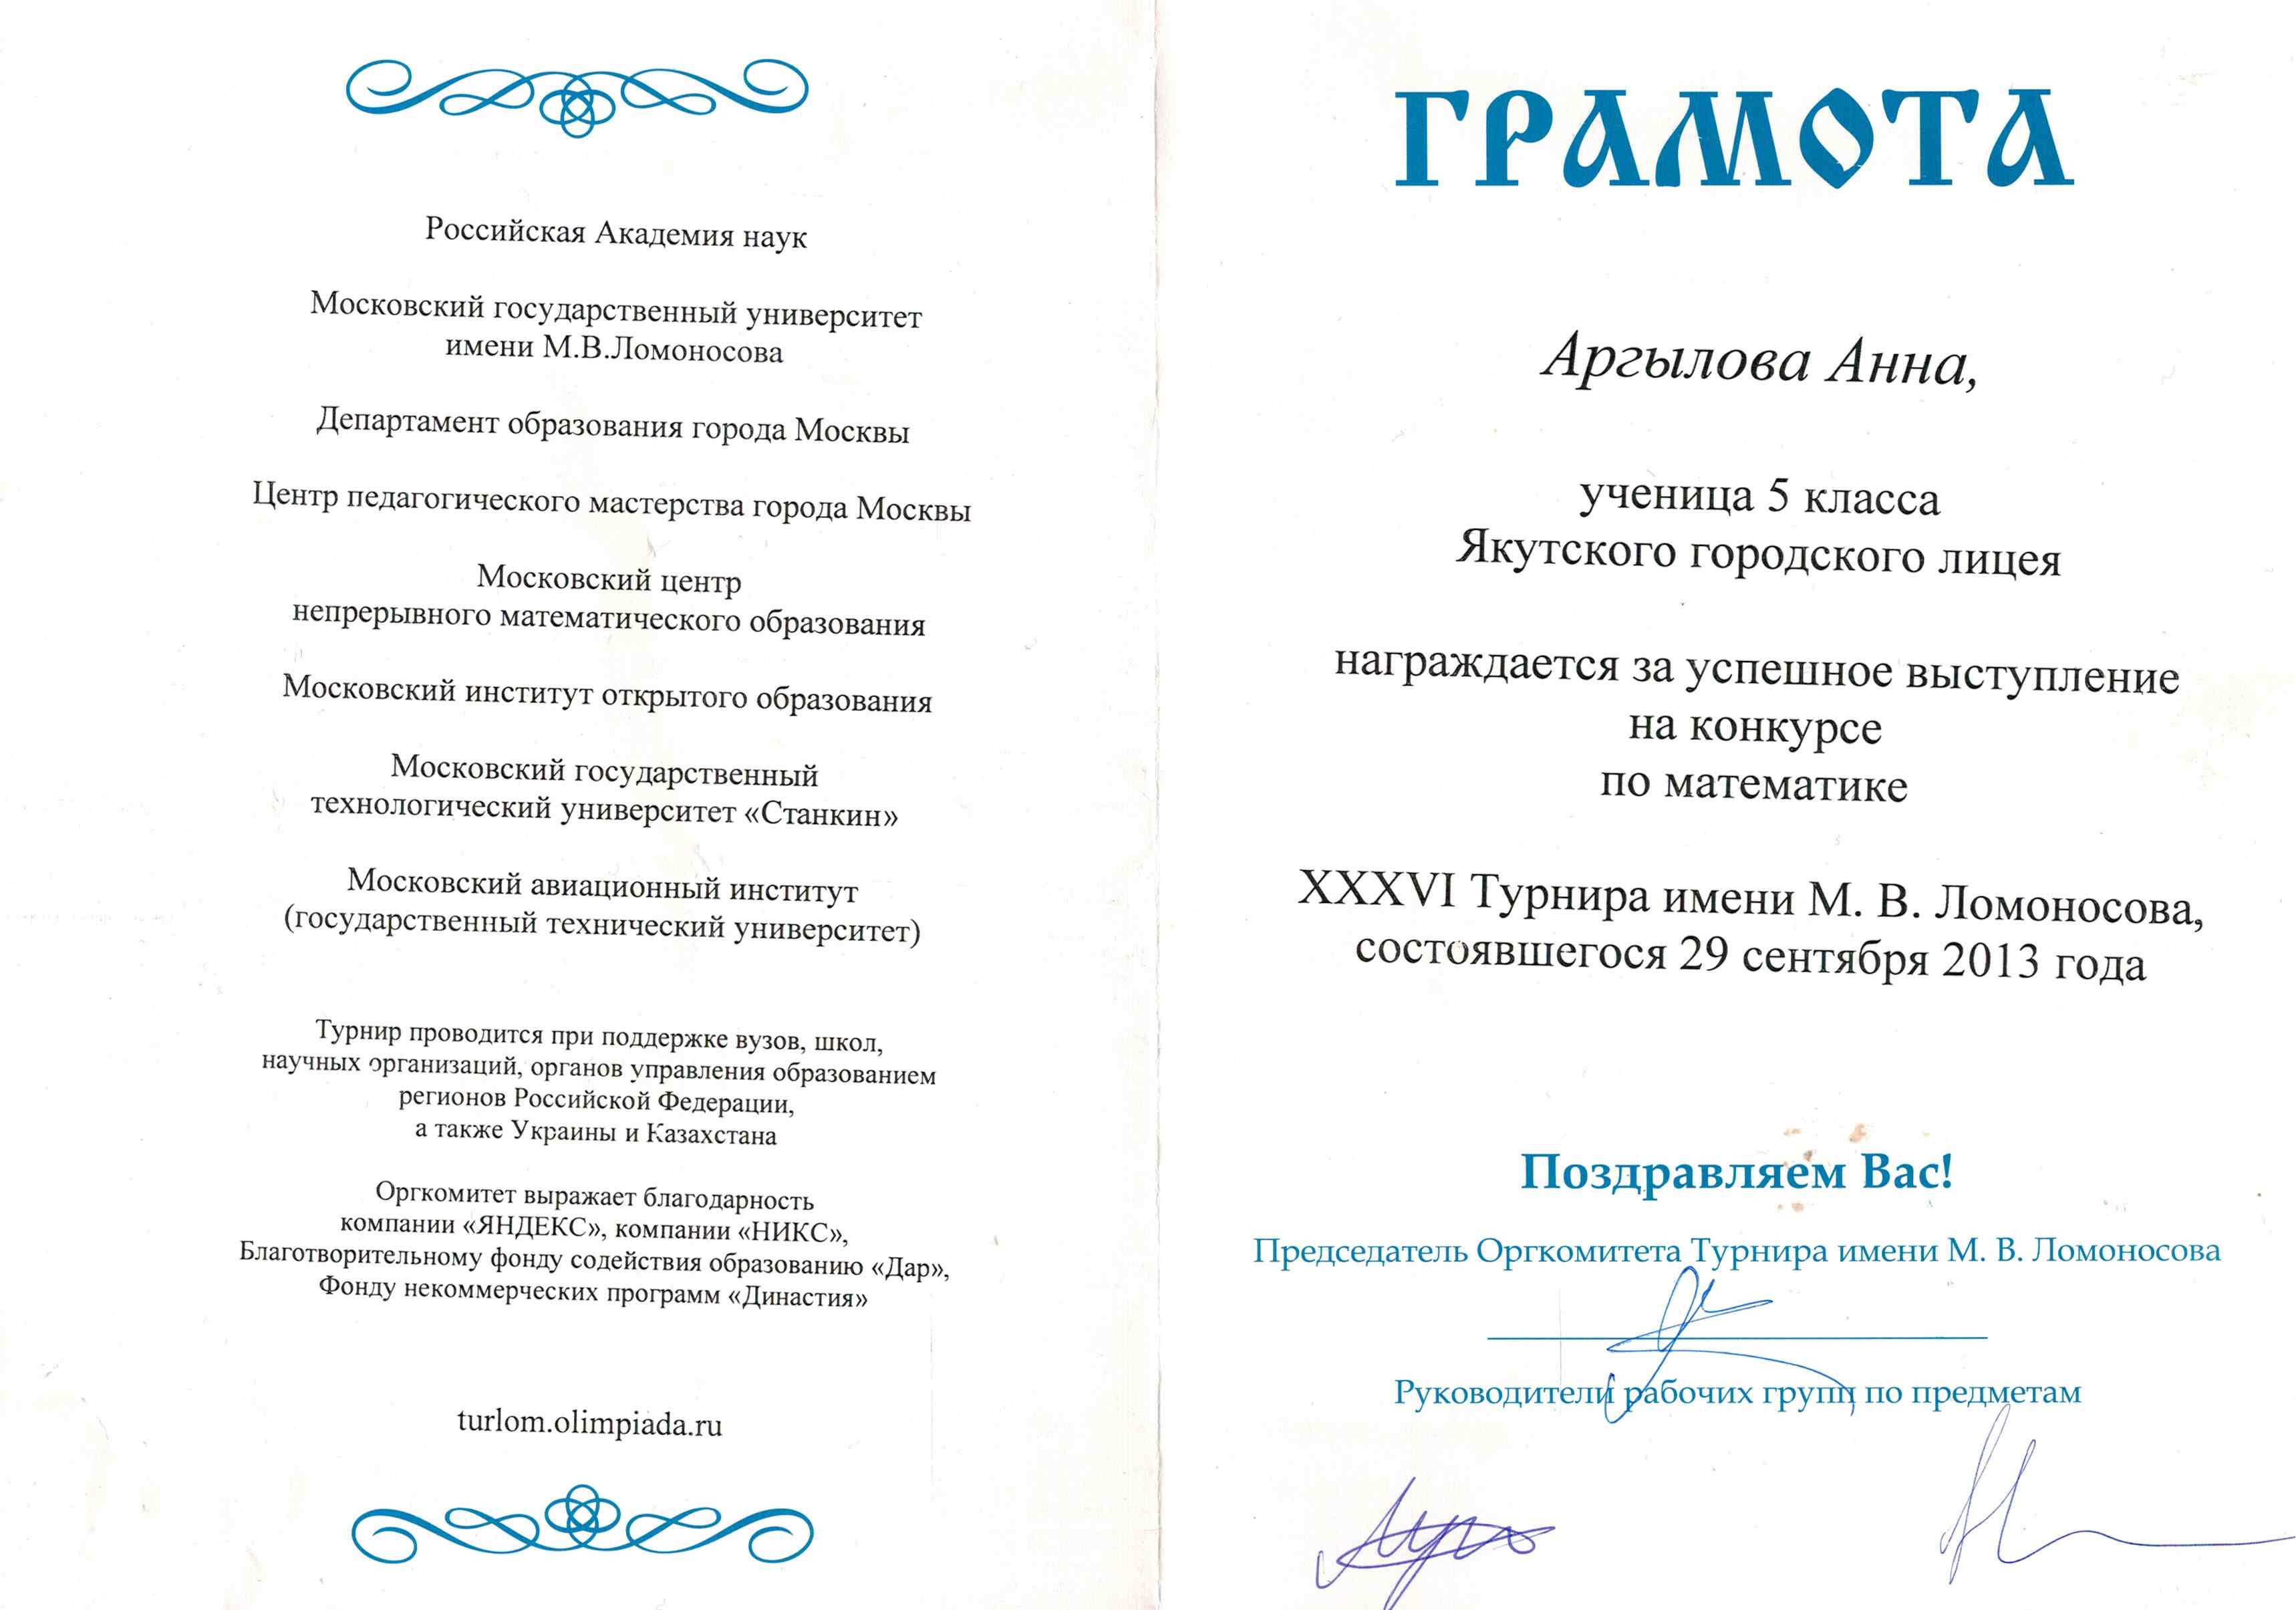 Российская Академия наук
Московский государственный университет
имени М.В.Ломоносова
Департамент образования города Москвы
Центр педагогического мастерства города Москвы
Московский центр
непрерывного математического образования
Московский институт открытого образования
Московский государственный
технологический университет «Станкин»
Московский авиационный институт
(государственный технический университет)
Турнир проводится при поддержке вузов, школ,
научных организаций, органов управления образованием
регионов Российской Федерации,
а также Украины и Казахстана
Оргкомитет выражает благодарность
компании «ЯНДЕКС», компании «НИКС»,
Благотворительному фонду содействия образованию «Дар»,
Фонду некоммерческих программ «Династия»
turlom.olimpiada.ru
ГРАМОТА
Аргылова Анна,
ученица 5 класса
Якутского городского лицея
награждается за успешное выступление
на конкурсе
по математике
XXXVI Турнира имени М. В. Ломоносова,
состоявшегося 29 сентября 2013 года
Поздравляем Вас!
Председатель Оргкомитета Турнира имени М. В. Ломоносова
Руководители рабочих групп по предметам